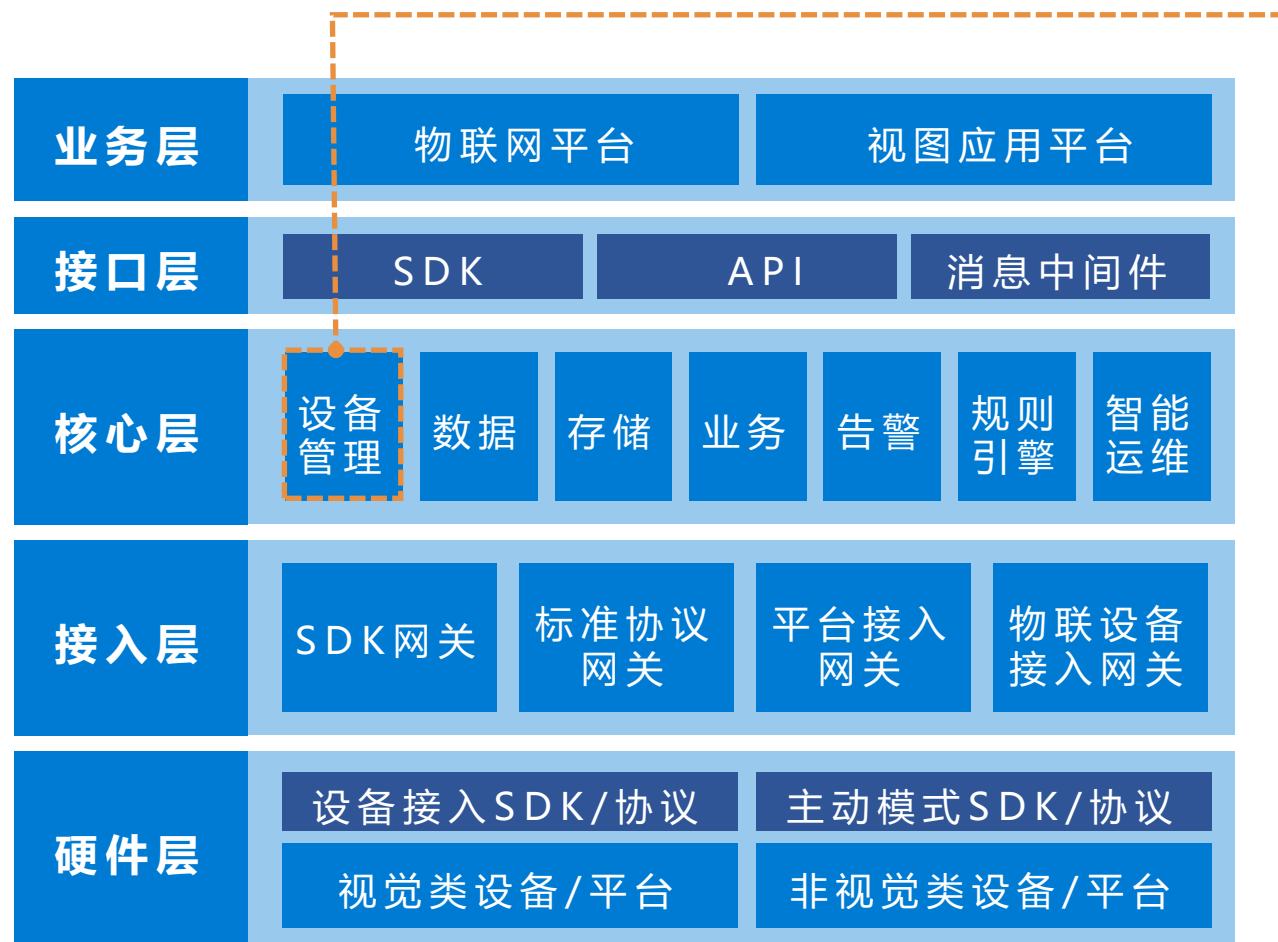 业务层
物联网平台
视图应用平台
接口层
SDK
API
消息中间件
核心层
设备
管理
数据
存储
业务
告警
规则
引擎
智能
运维
接入层
SDK网关
标准协议
网关
平台接入
网关
物联设备
接入网关
硬件层
设备接入SDK/协议
主动模式SDK/协议
视觉类设备/平台
非视觉类设备/平台